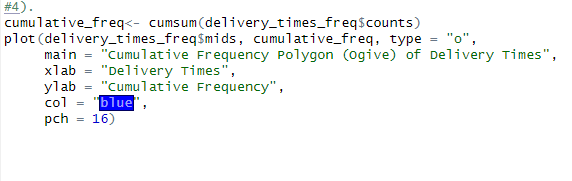 #4).
cumulative_freq<- cumsum(delivery_times_freq$counts)
plot(delivery_times_freq$mids, cumulative_freq, type = "o",
     main = "Cumulative Frequency Polygon (Ogive) of Delivery Times",
     xlab = "Delivery Times",
     ylab = "Cumulative Frequency",
     col = "blue",
     pch = 16)